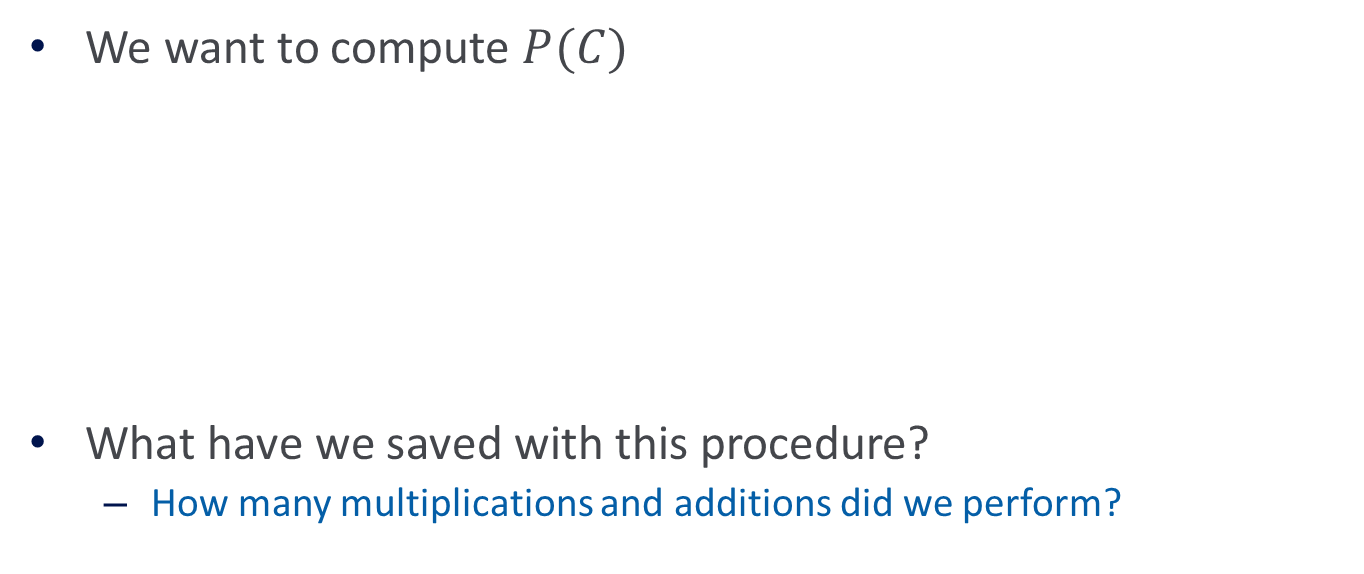 • We want to compute P(C)
• What have we saved with this procedure?
– How many multiplications and additions did we perform?